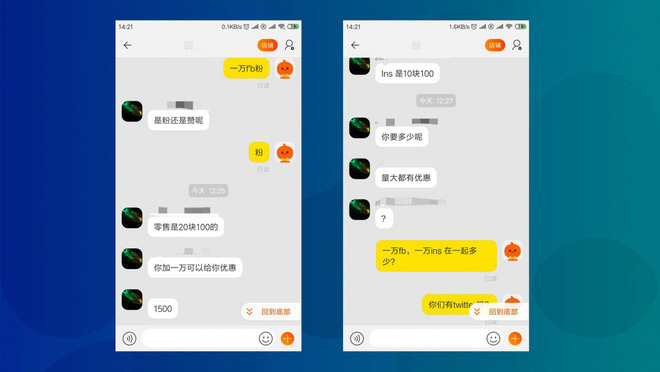 14:21
0.1KB/s
店铺
一万fb粉
已读
是粉还是赞呢
粉
已读
今天 12:25
零售是20块100的
你加一万可以给你优惠
1500
回到底部
14:21
1.6KB/s
店铺
Ins 是10块100
今天 12:27
你要多少呢
量大都有优惠
?
一万fb，一万ins 在一起多
少?
已读
你们有twitter
回到底部
已读